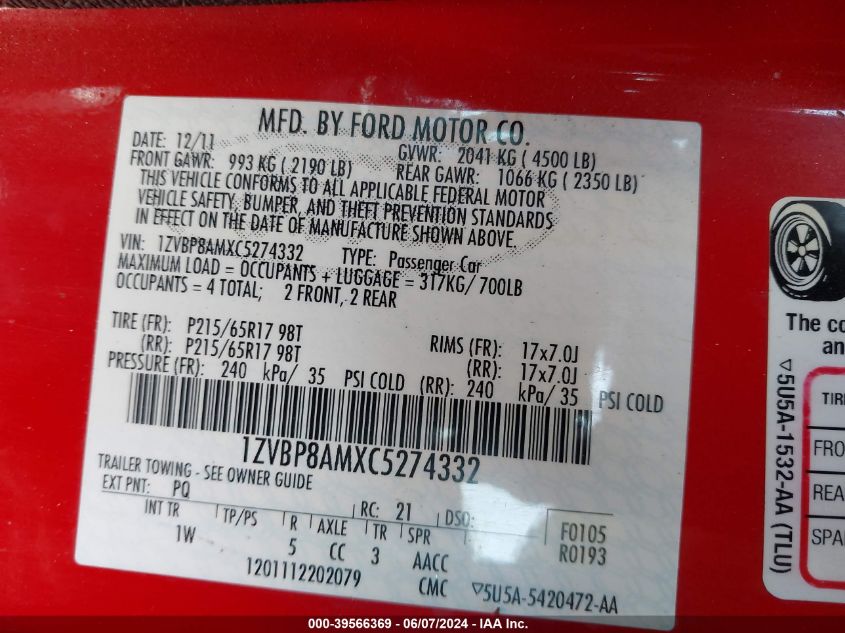 MFD. BY FORD MOTOR CO.
DATE: 12/11 GVWR: 2041 KG ( 4500 LB)
FRONT GAWR: 993 KG ( 2190 LB) REAR GAWR: 1066 KG ( 2350 LB)
THIS VEHICLE CONFORMS TO ALL APPLICABLE FEDERAL MOTOR
VEHICLE SAFETY, BUMPER, AND THEFT PREVENTION STANDARDS
IN EFFECT ON THE DATE OF MANUFACTURE SHOWN ABOVE.
VIN: 1ZVBP8AMXC5274332 TYPE: Passenger Car
MAXIMUM LOAD = OCCUPANTS + LUGGAGE = 317KG/ 700LB
OCCUPANTS = 4 TOTAL; 2 FRONT, 2 REAR
TIRE (FR): P215/65R17 98T RIMS (FR): 17x7.0J
(RR): P215/65R17 98T (RR): 17x7.0J
PRESSURE (FR): 240 kPa/ 35 PSI COLD (RR): 240 kPa/ 35 PSI COLD
1ZVBP8AMXC5274332
TRAILER TOWING - SEE OWNER GUIDE
EXT PNT: PQ RC: 21 DSO: F0105
INT TR TP/PS R AXLE TR SPR R0193
1W 5 CC 3 AACC
1201112202079 CMC ▽5U5A-5420472-AA
The co
an
▽5U5A-1532-AA (TLU)
TIR
FRO
REA
SPA
000-39566369 - 06/07/2024 - IAA Inc.